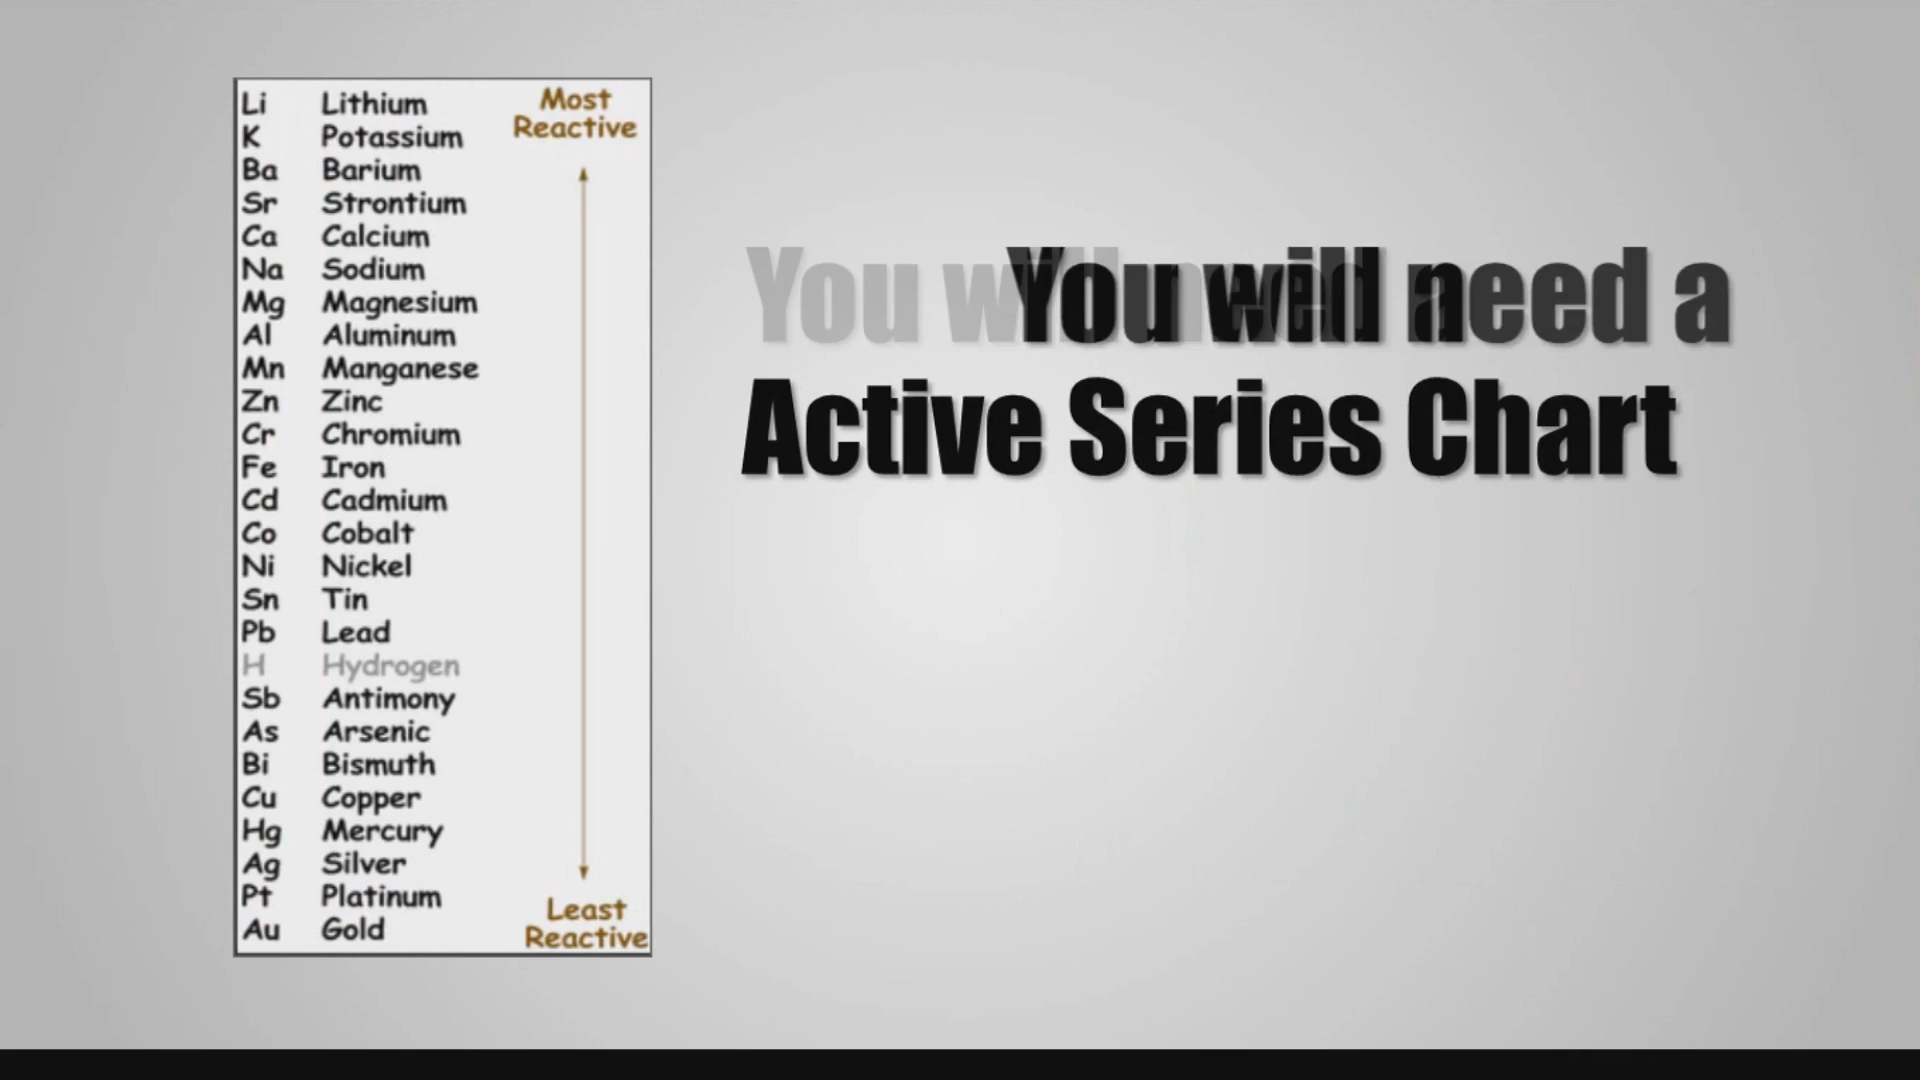 Li Lithium
K Potassium
Ba Barium
Sr Strontium
Ca Calcium
Na Sodium
Mg Magnesium
Al Aluminum
Mn Manganese
Zn Zinc
Cr Chromium
Fe Iron
Cd Cadmium
Co Cobalt
Ni Nickel
Sn Tin
Pb Lead
H Hydrogen
Sb Antimony
As Arsenic
Bi Bismuth
Cu Copper
Hg Mercury
Ag Silver
Pt Platinum
Au Gold
Most
Reactive
Least
Reactive
You will need a
Active Series Chart